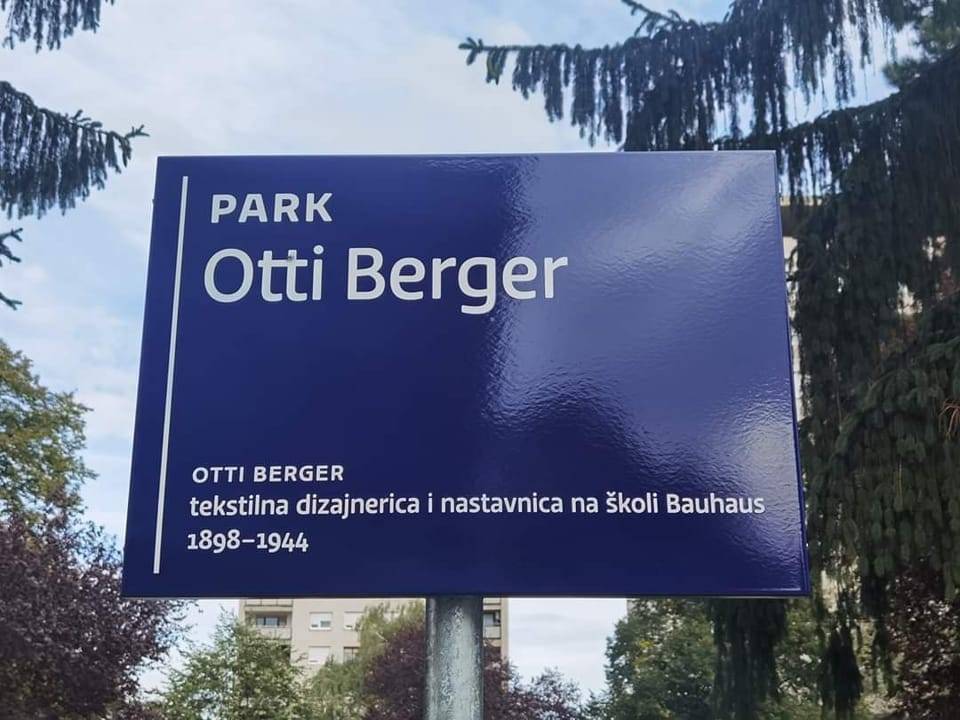 PARK
Otti Berger
OTTI BERGER
tekstilna dizajnerica i nastavnica na školi Bauhaus
1898–1944